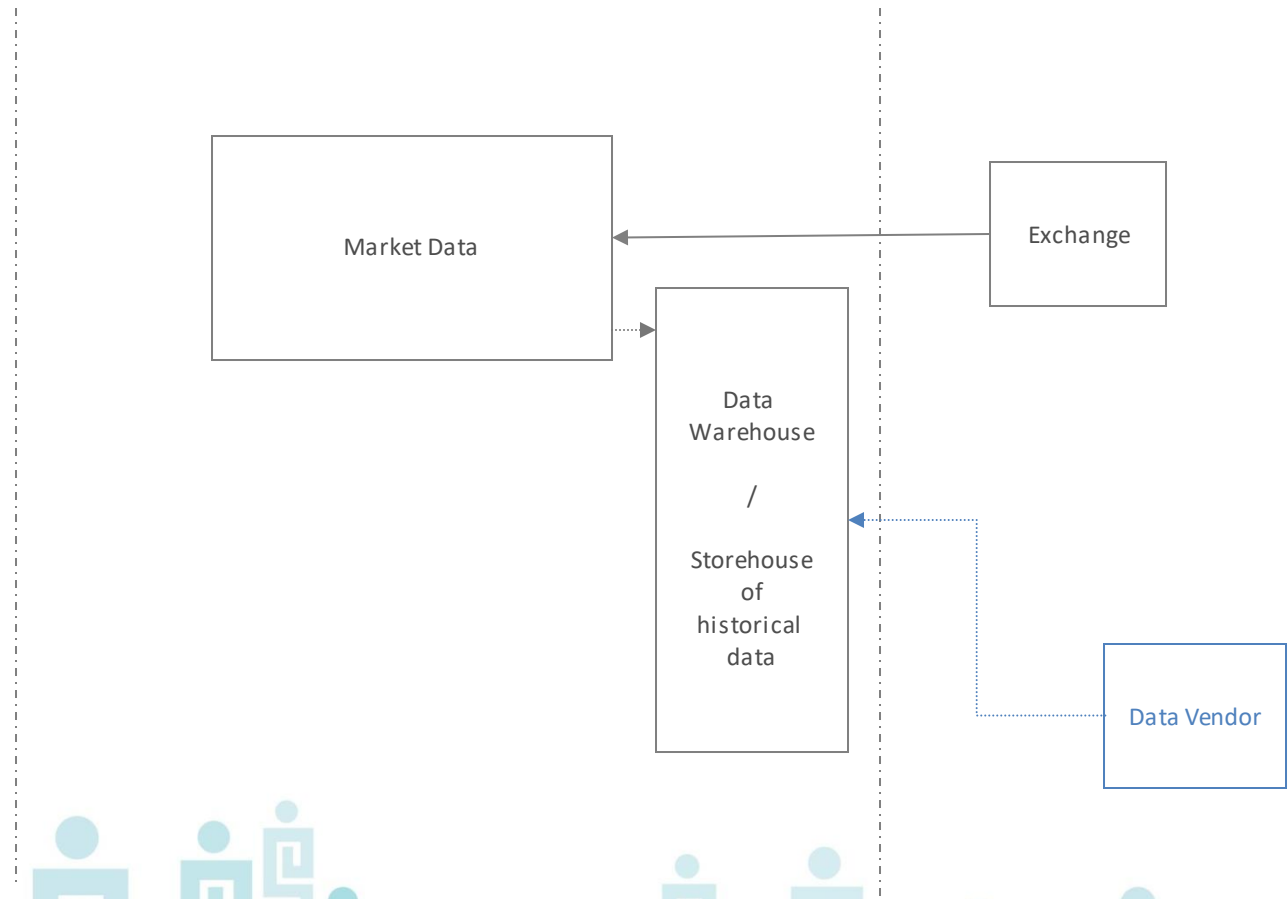 Market Data
Exchange
Data
Warehouse
/
Storehouse
of
historical
data
Data Vendor